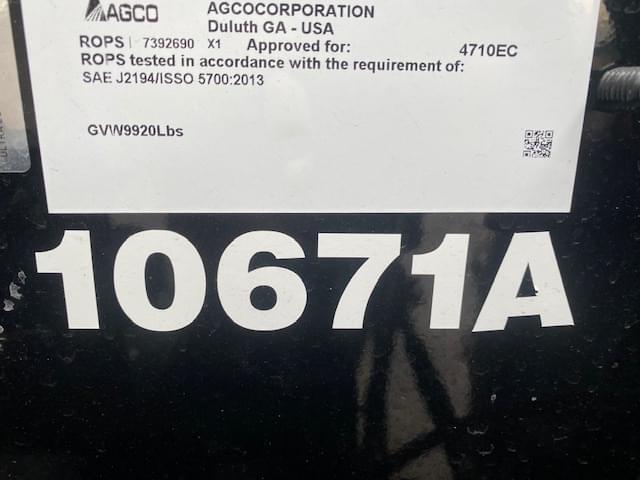 AGCO
AGCOCORPORATION
Duluth GA - USA
ROPS 7392690 X1 Approved for: 4710EC
ROPS tested in accordance with the requirement of:
SAE J2194/ISSO 5700:2013
GVW9920Lbs
10671A